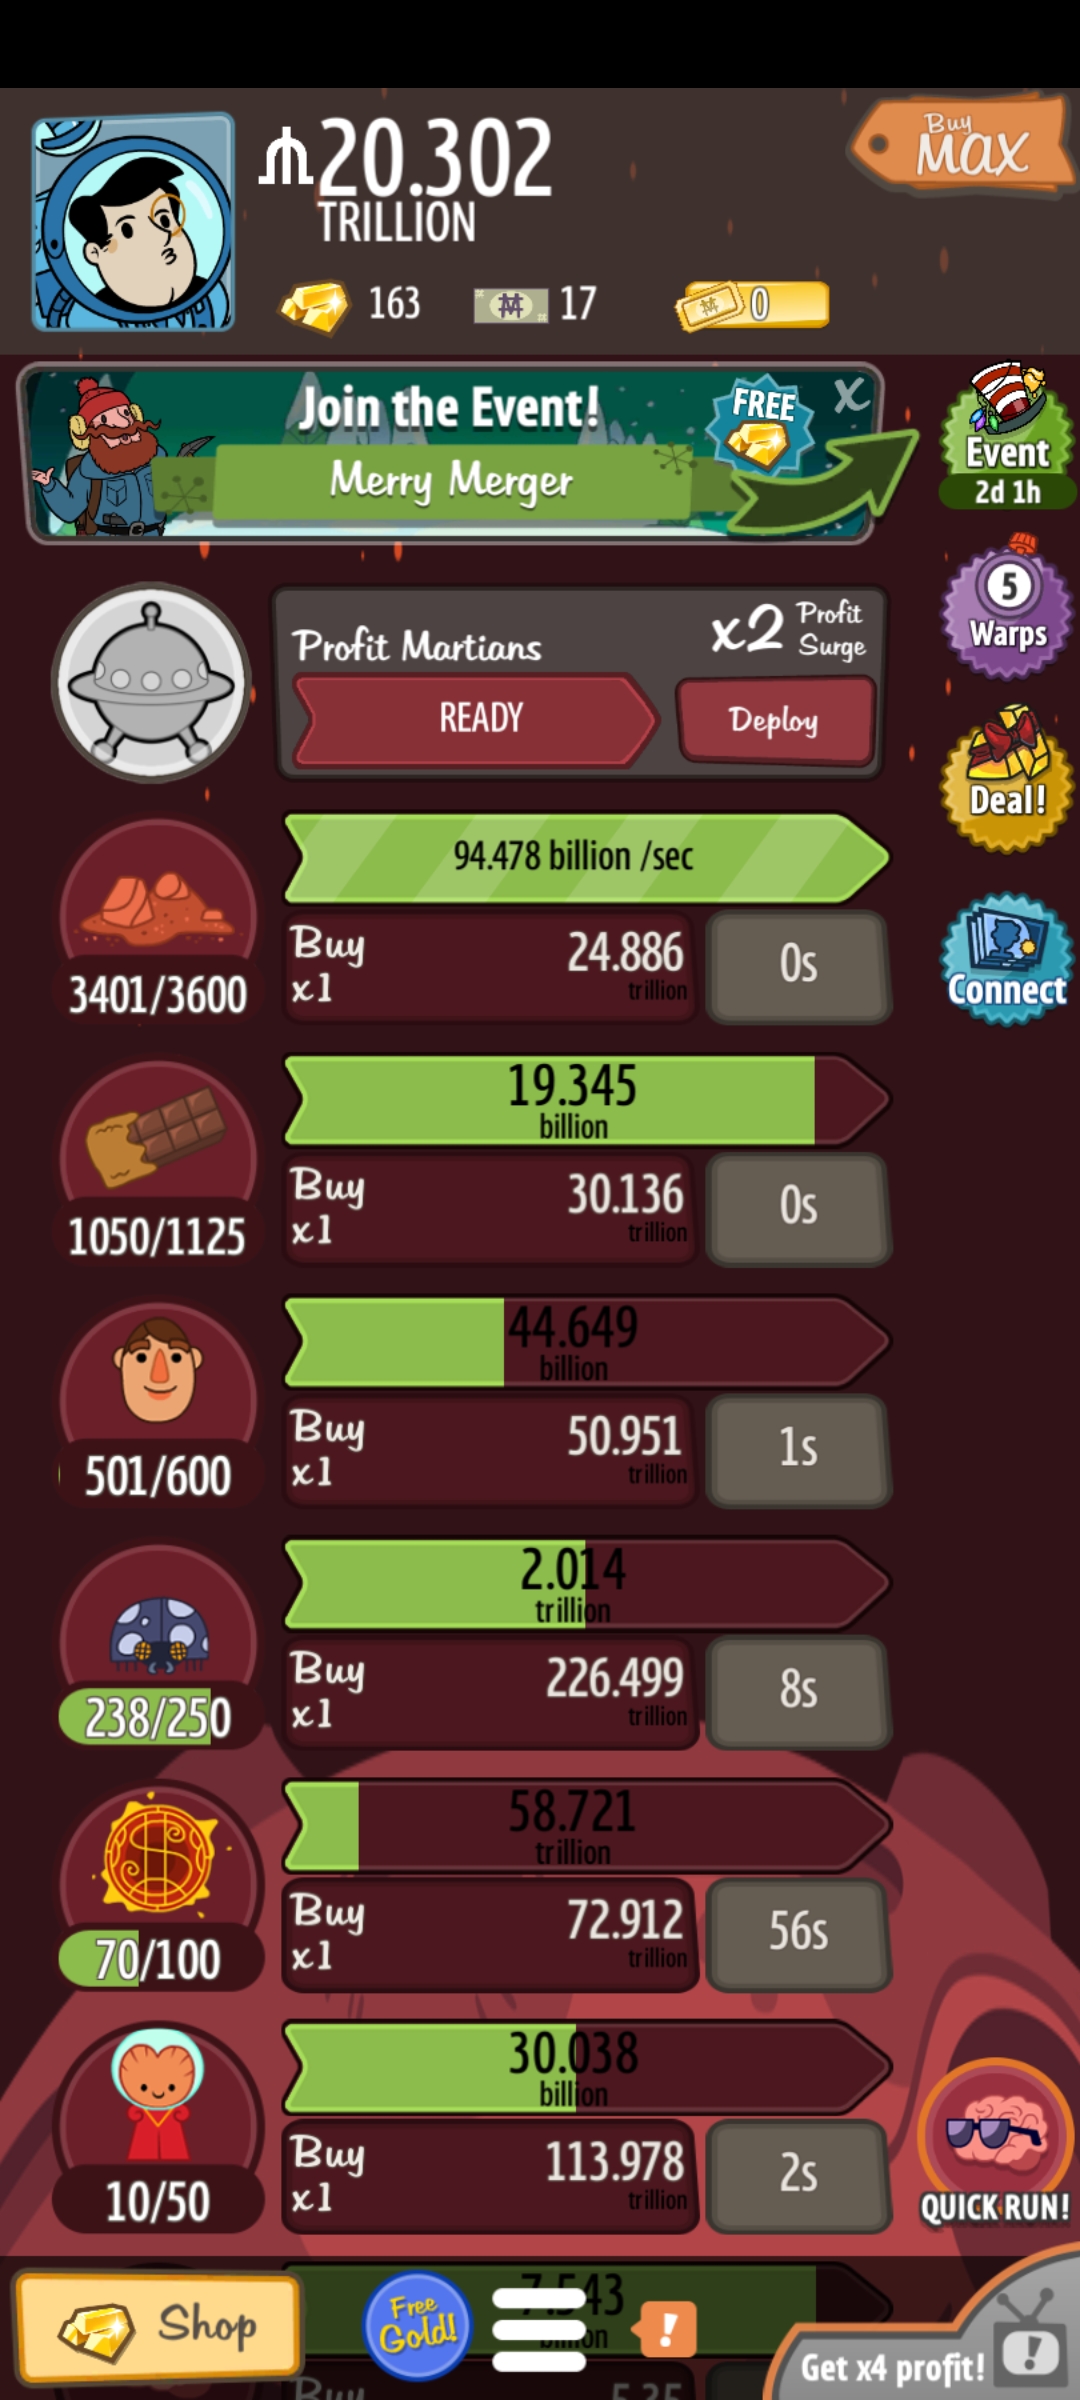 20.302
TRILLION
Buy
MAX
163
17
0
Join the Event!
FREE
X
Merry Merger
Event
2d 1h
5
Warps
Profit Martians
x2 Profit
Surge
READY
Deploy
Deal!
94.478 billion /sec
Buy
x1
24.886
trillion
0s
3401/3600
Connect
19.345
billion
Buy
x1
30.136
trillion
0s
1050/1125
44.649
billion
Buy
x1
50.951
trillion
1s
501/600
2.014
trillion
Buy
x1
226.499
trillion
8s
238/250
58.721
trillion
Buy
x1
72.912
trillion
56s
70/100
30.038
billion
Buy
x1
113.978
trillion
2s
10/50
QUICK RUN!
Shop
Free
Gold!
!
Get x4 profit!
!
Buy
5.35